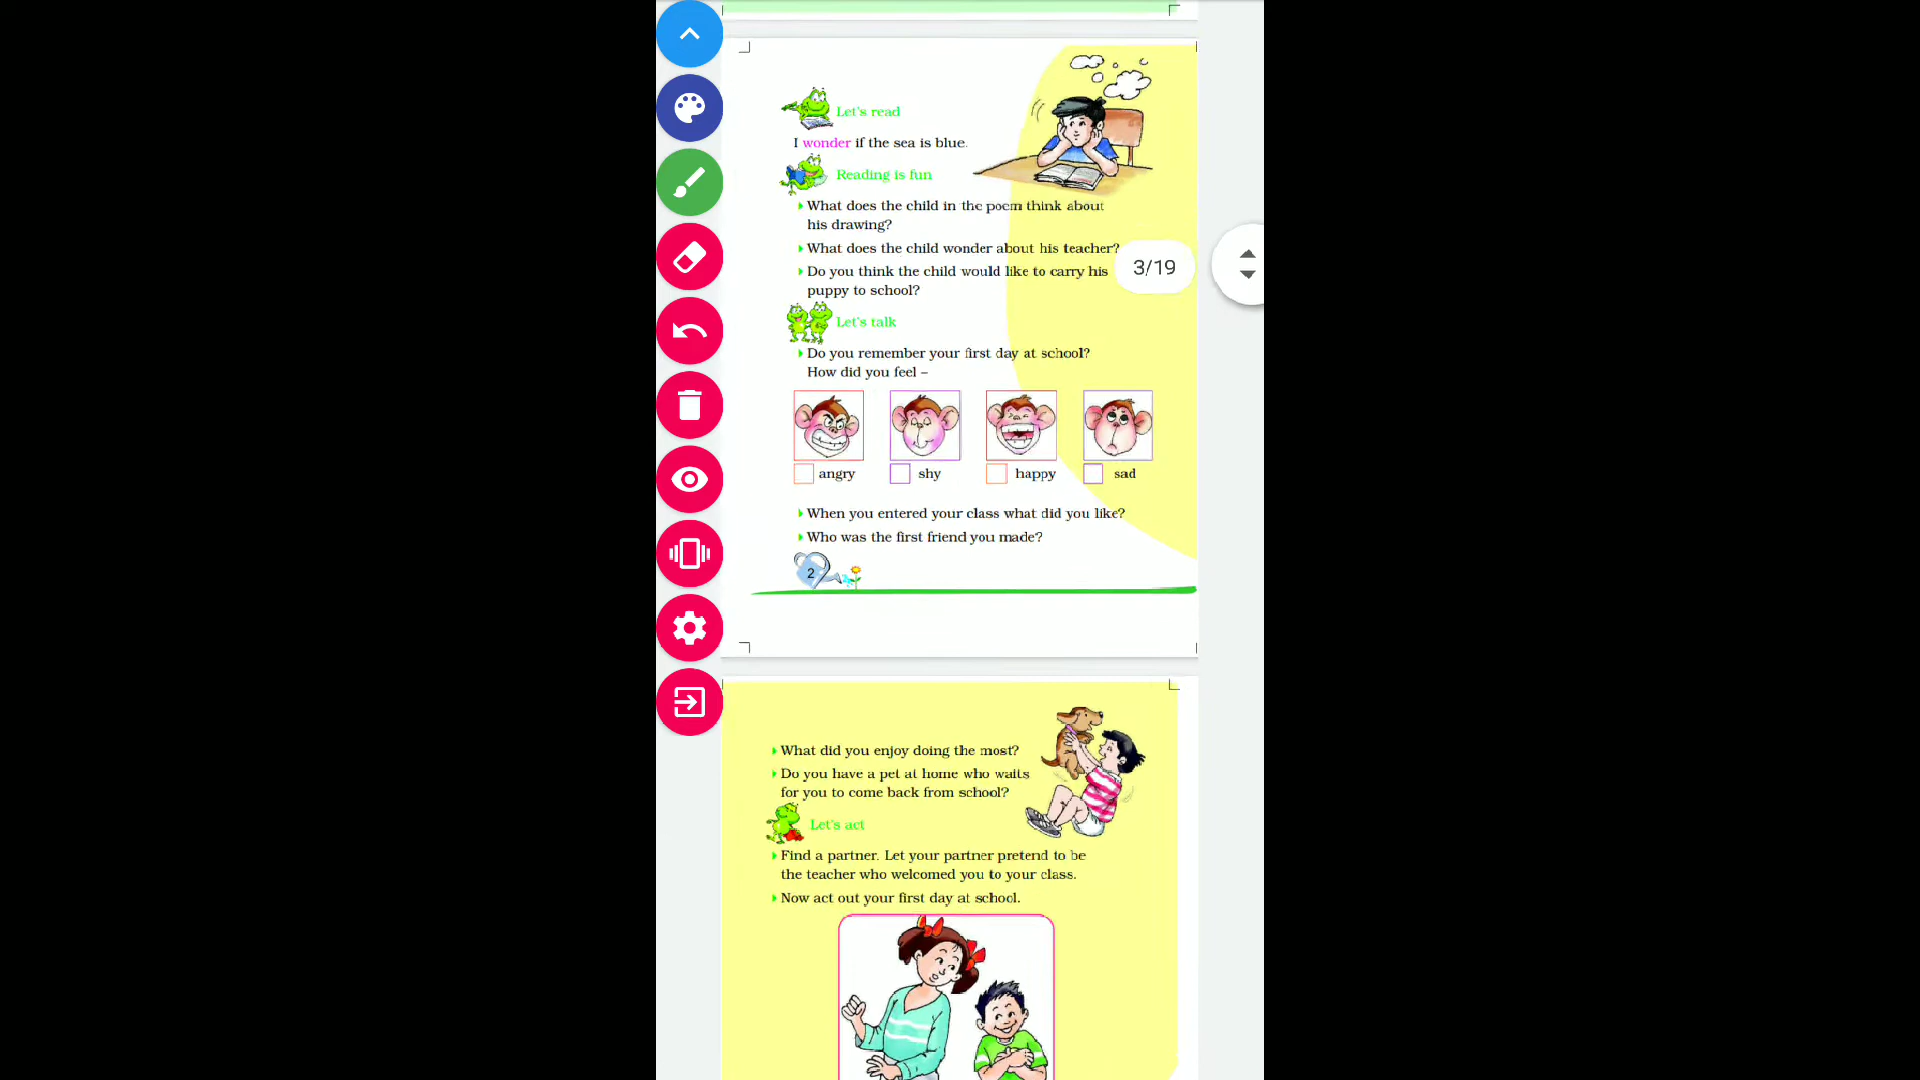 Let's read
I wonder if the sea is blue.
Reading is fun
What does the child in the poem think about
his drawing?
What does the child wonder about his teacher?
3/19
Do you think the child would like to carry his
puppy to school?
Let's talk
Do you remember your first day at school?
How did you feel –
angry shy happy sad
When you entered your class what did you like?
Who was the first friend you made?
2
What did you enjoy doing the most?
Do you have a pet at home who waits
for you to come back from school?
Let's act
Find a partner. Let your partner pretend to be
the teacher who welcomed you to your class.
Now act out your first day at school.